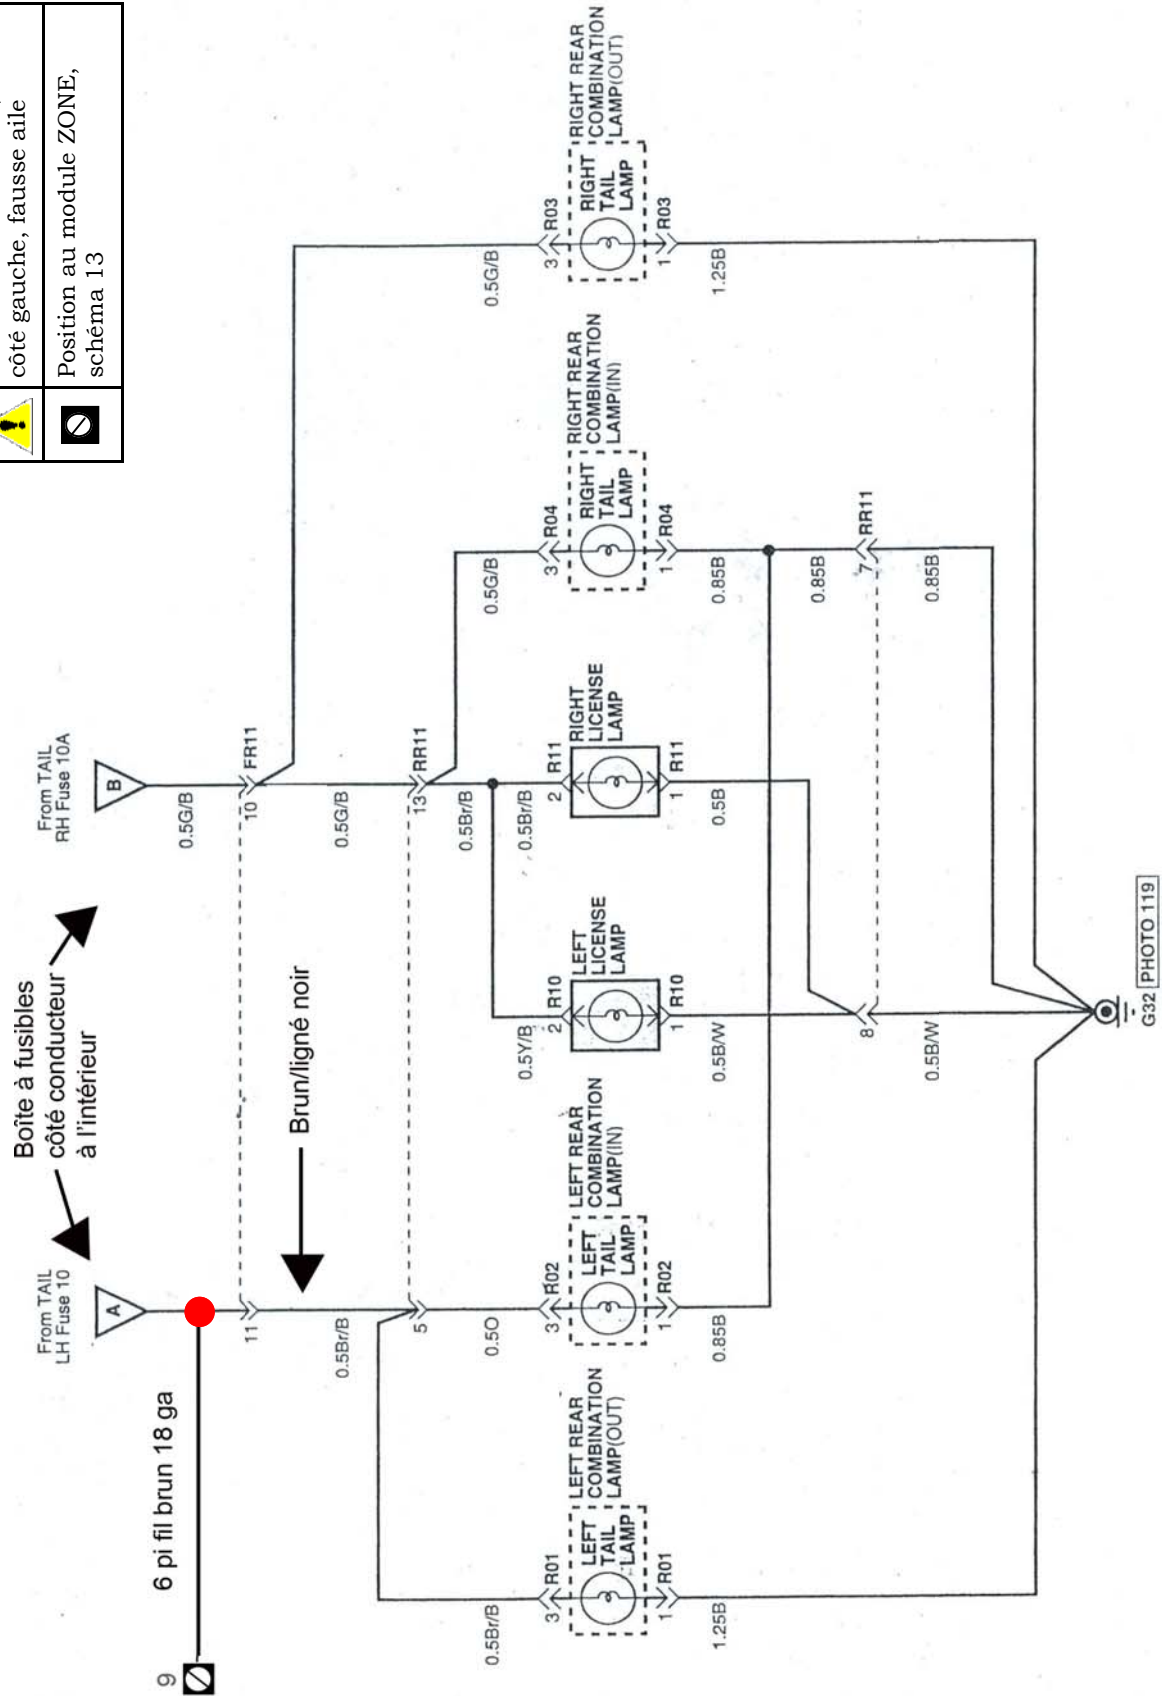 côté gauche, fausse aile
Position au module ZONE,
schéma 13
Boîte à fusibles
côté conducteur
à l'intérieur
From TAIL
LH Fuse 10
A
From TAIL
RH Fuse 10A
B
9
6 pi fil brun 18 ga
Brun/ligné noir
0.5G/B
11
10
FR11
0.5Br/B
0.5G/B
5
13
RR11
0.5Br/B
0.5O
0.5Y/B
0.5Br/B
0.5Br/B
0.5G/B
0.5G/B
3
R01
3
R02
2
R10
2
R11
3
R04
3
R03
LEFT
TAIL
LAMP
LEFT REAR
COMBINATION
LAMP(OUT)
LEFT
TAIL
LAMP
LEFT REAR
COMBINATION
LAMP(IN)
LEFT
LICENSE
LAMP
RIGHT
LICENSE
LAMP
RIGHT
TAIL
LAMP
RIGHT REAR
COMBINATION
LAMP(IN)
RIGHT
TAIL
LAMP
RIGHT REAR
COMBINATION
LAMP(OUT)
1
R01
1
R02
1
R10
1
R11
1
R04
1
R03
1.25B
0.85B
0.5B/W
0.5B
0.85B
1.25B
0.85B
8
7
RR11
0.5B/W
0.85B
G32 PHOTO 119